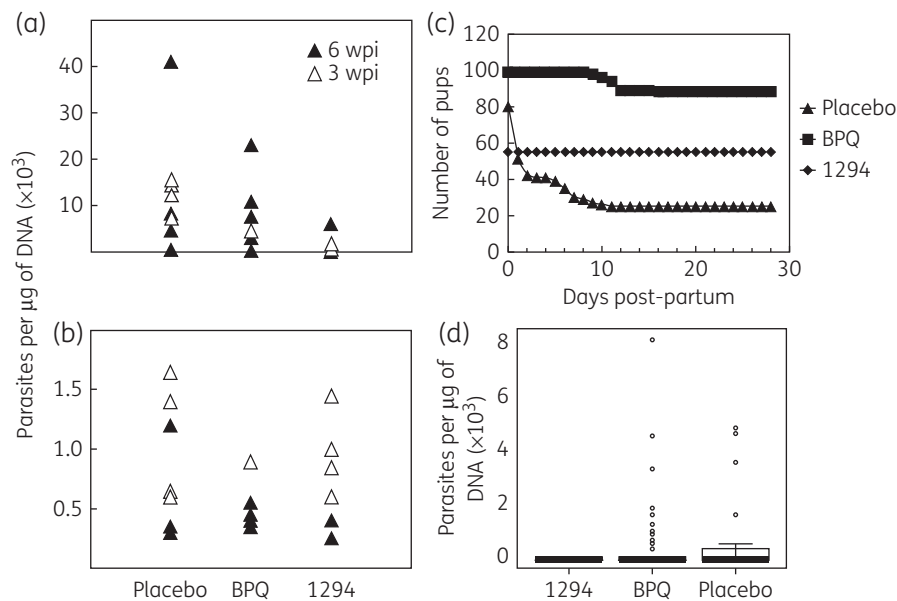 (a)
6 wpi
3 wpi
40
30
20
10
Parasites per µg of DNA (×10³)
(b)
1.5
1.0
0.5
Placebo BPQ 1294
(c)
120
100
80
60
40
20
0
Number of pups
0 10 20 30
Days post-partum
Placebo
BPQ
1294
(d)
8
6
4
2
0
Parasites per µg of
DNA (×10³)
1294 BPQ Placebo